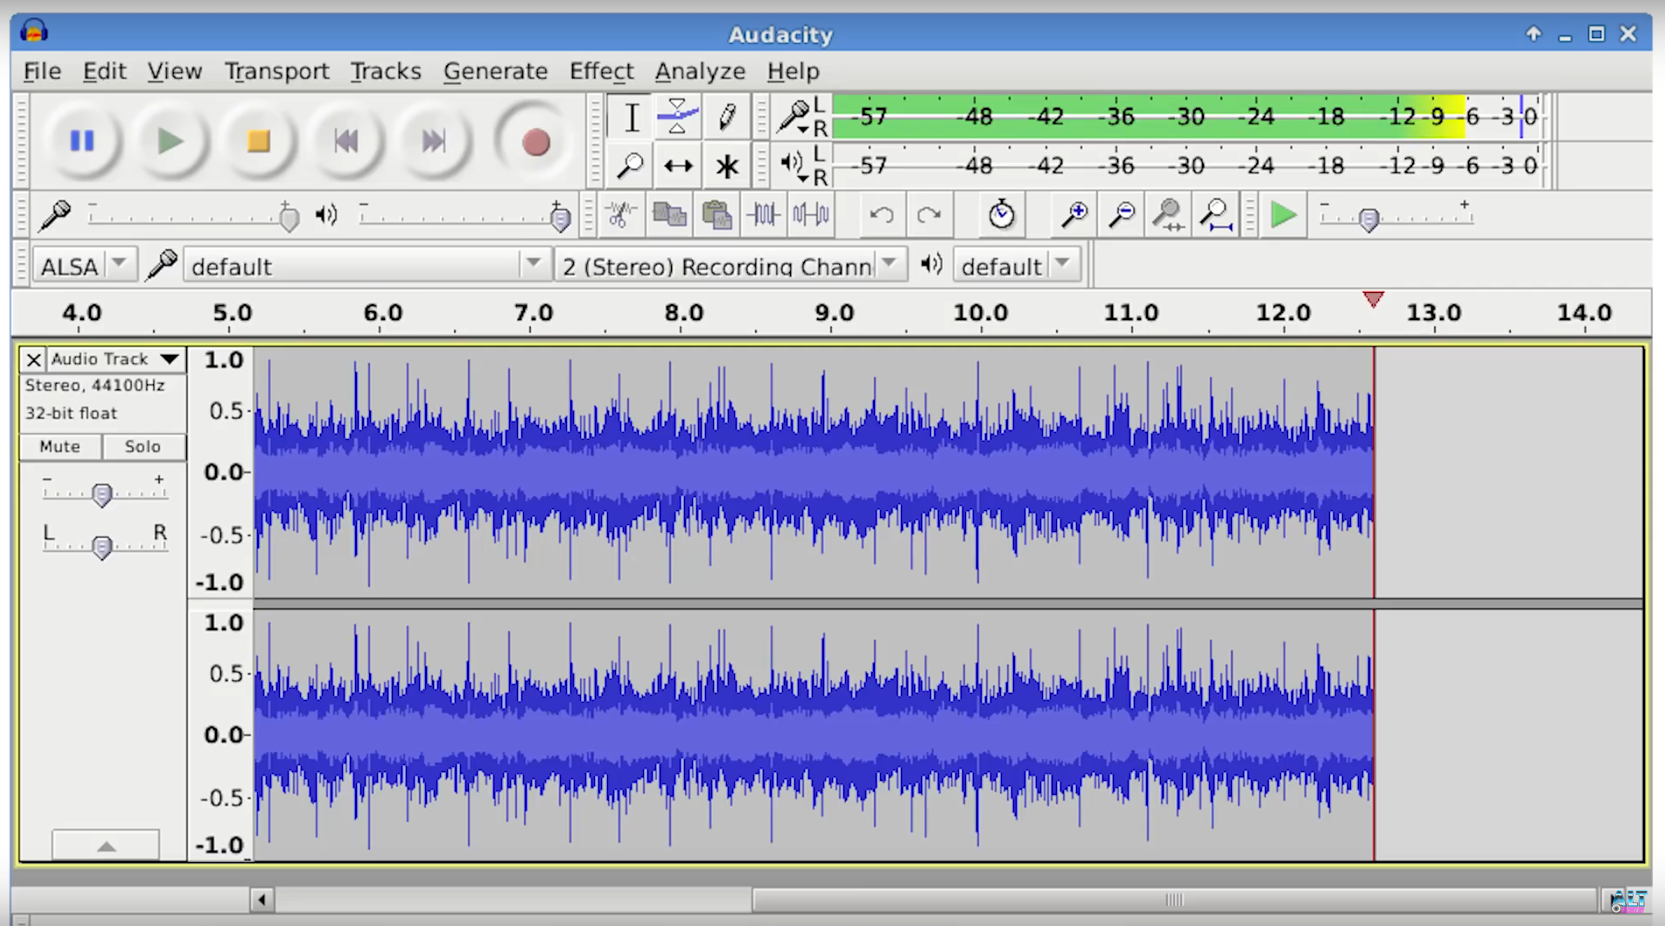 Audacity
File Edit View Transport Tracks Generate Effect Analyze Help
L
R
-57 -48 -42 -36 -30 -24 -18 -12 -9 -6 -3 0
L
R
-57 -48 -42 -36 -30 -24 -18 -12 -9 -6 -3 0
- + - + - +
ALSA default 2 (Stereo) Recording Chann default
4.0 5.0 6.0 7.0 8.0 9.0 10.0 11.0 12.0 13.0 14.0
Audio Track
Stereo, 44100Hz
32-bit float
Mute Solo
- +
L R
1.0
0.5
0.0
-0.5
-1.0
1.0
0.5
0.0
-0.5
-1.0
ALT